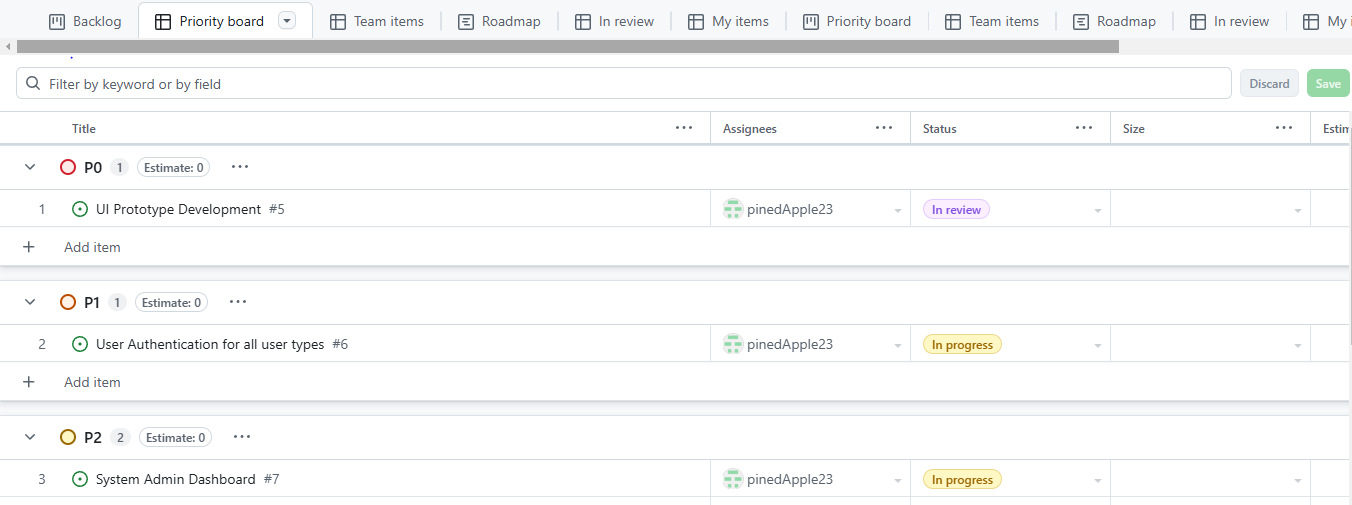 Backlog Priority board Team items Roadmap In review My items Priority board Team items Roadmap In review My
Filter by keyword or by field Discard Save
Title ... Assignees ... Status ... Size ... Estim
P0 1 Estimate: 0 ...
1 UI Prototype Development #5 pinedApple23 In review
+ Add item
P1 1 Estimate: 0 ...
2 User Authentication for all user types #6 pinedApple23 In progress
+ Add item
P2 2 Estimate: 0 ...
3 System Admin Dashboard #7 pinedApple23 In progress